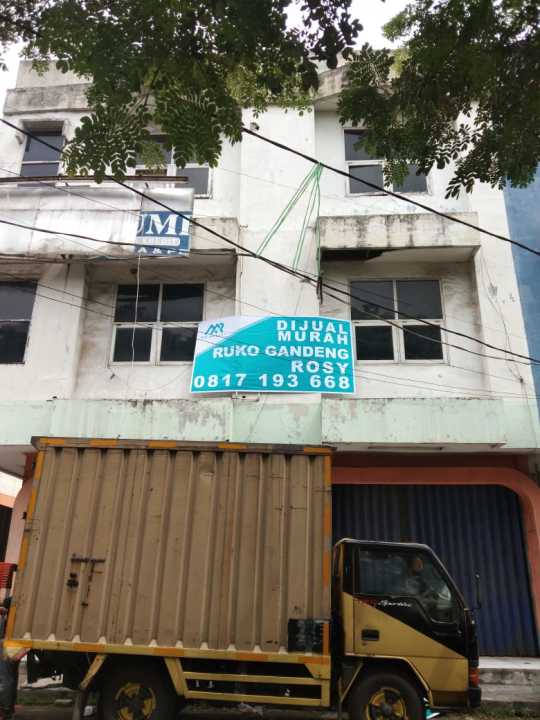 DIJUAL
MURAH
RUKO GANDENG
ROSY
0817 193 668